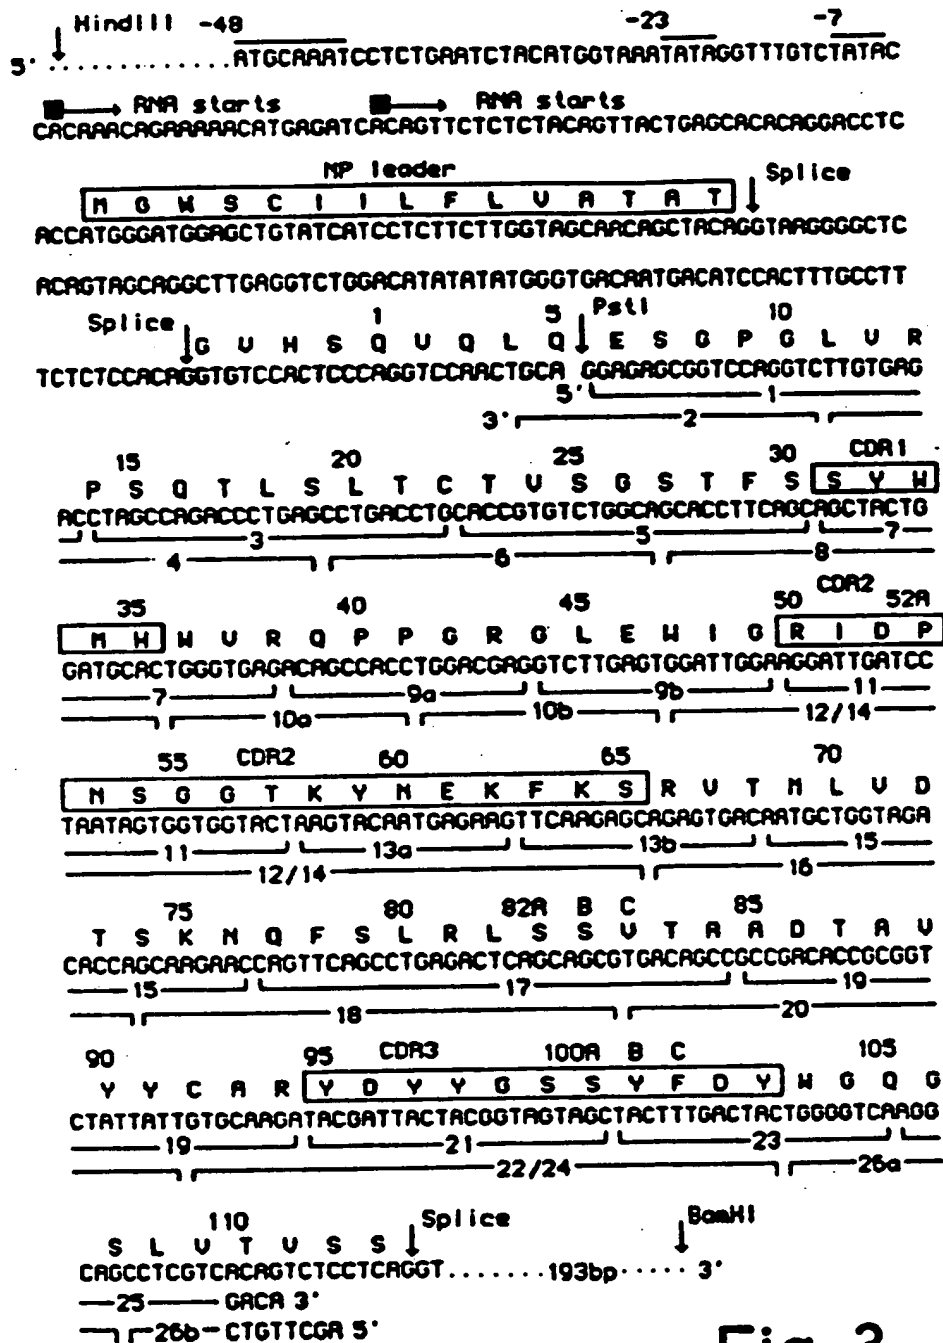 HindIII -48 -23 -7
5' .............ATGCAAATCCTCTGAATCTACATGGTAAATATAGGTTTGTCTATAC
RNA starts RNA starts
CACAAACAGAAAAACATGAGATCACAGTTCTCTCTACAGTTACTGAGCACACAGGACCTC
MP leader Splice
M G W S C I I L F L V A T A T
ACCATGGGATGGAGCTGTATCATCCTCTTCTTGGTAGCAACAGCTACAGGTAAGGGGCTC
ACAGTAGCAGGCTTGAGGTCTGGACATATATATGGGTGACAATGACATCCACTTTGCCTT
Splice 1 5 PstI 10
G V H S Q V Q L Q E S G P G L V R
TCTCTCCACAGGTGTCCACTCCCAGGTCCAACTGCA GGAGAGCGGTCCAGGTCTTGTGAG
5' 1
3' 2
15 20 25 30 CDR1
P S Q T L S L T C T V S G S T F S S Y W
ACCTAGCCAGACCCTGAGCCTGACCTGCACCGTGTCTGGCAGCACCTTCAGCAGCTACTG
3 5 7
4 6 8
35 40 45 50 CDR2 52A
M H W V R Q P P G R G L E W I G R I D P
GATGCACTGGGTGAGACAGCCACCTGGACGAGGTCTTGAGTGGATTGGAAGGATTGATCC
7 9a 9b 11
10a 10b 12/14
55 CDR2 60 65 70
N S G G T K Y N E K F K S R V T M L V D
TAATAGTGGTGGTACTAAGTACAATGAGAAGTTCAAGAGCAGAGTGACAATGCTGGTAGA
11 13a 13b 15
12/14 16
75 80 82A B C 85
T S K N Q F S L R L S S V T A A D T A V
CACCAGCAAGAACCAGTTCAGCCTGAGACTCAGCAGCGTGACAGCCGCCGACACCGCGGT
15 17 19
18 20
90 95 CDR3 100A B C 105
Y Y C A R Y D Y Y G S S Y F D Y W G Q G
CTATTATTGTGCAAGATACGATTACTACGGTAGTAGCTACTTTGACTACTGGGGTCAAGG
19 21 23
22/24 26a
110 Splice BamHI
S L V T V S S
CAGCCTCGTCACAGTCTCCTCAGGT.......193bp..... 3'
25 GACA 3'
26b CTGTTCGA 5'
Fig. 3